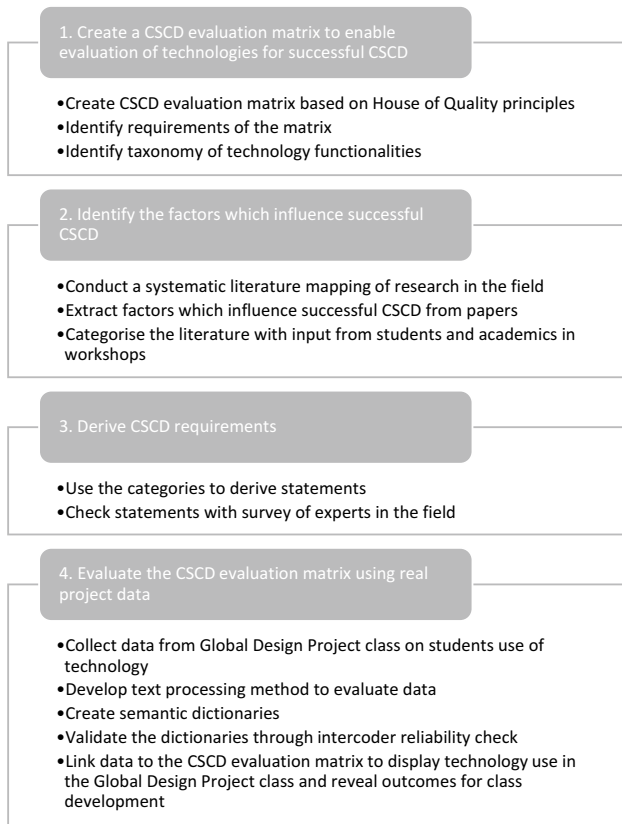 1. Create a CSCD evaluation matrix to enable
evaluation of technologies for successful CSCD
•Create CSCD evaluation matrix based on House of Quality principles
•Identify requirements of the matrix
•Identify taxonomy of technology functionalities
2. Identify the factors which influence successful
CSCD
•Conduct a systematic literature mapping of research in the field
•Extract factors which influence successful CSCD from papers
•Categorise the literature with input from students and academics in
workshops
3. Derive CSCD requirements
•Use the categories to derive statements
•Check statements with survey of experts in the field
4. Evaluate the CSCD evaluation matrix using real
project data
•Collect data from Global Design Project class on students use of
technology
•Develop text processing method to evaluate data
•Create semantic dictionaries
•Validate the dictionaries through intercoder reliability check
•Link data to the CSCD evaluation matrix to display technology use in
the Global Design Project class and reveal outcomes for class
development